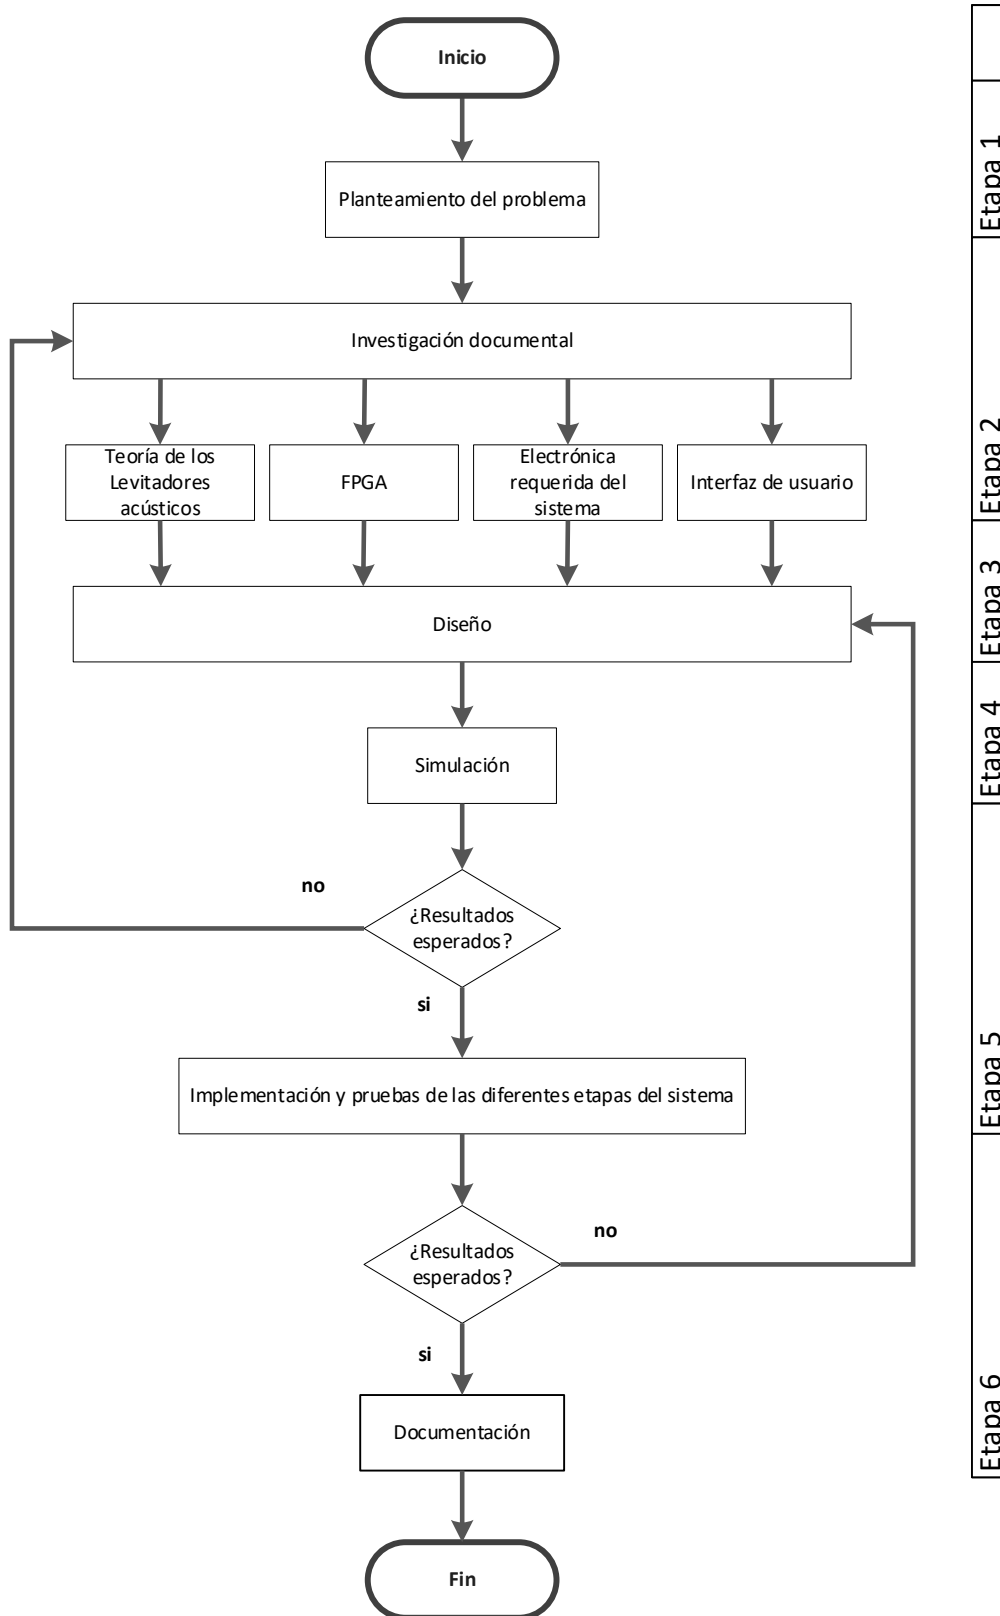 Inicio
Planteamiento del problema
Investigación documental
Teoría de los
Levitadores
acústicos
FPGA
Electrónica
requerida del
sistema
Interfaz de usuario
Diseño
Simulación
no
¿Resultados
esperados?
si
Implementación y pruebas de las diferentes etapas del sistema
¿Resultados
esperados?
no
si
Documentación
Fin
Etapa 1
Etapa 2
Etapa 3
Etapa 4
Etapa 5
Etapa 6